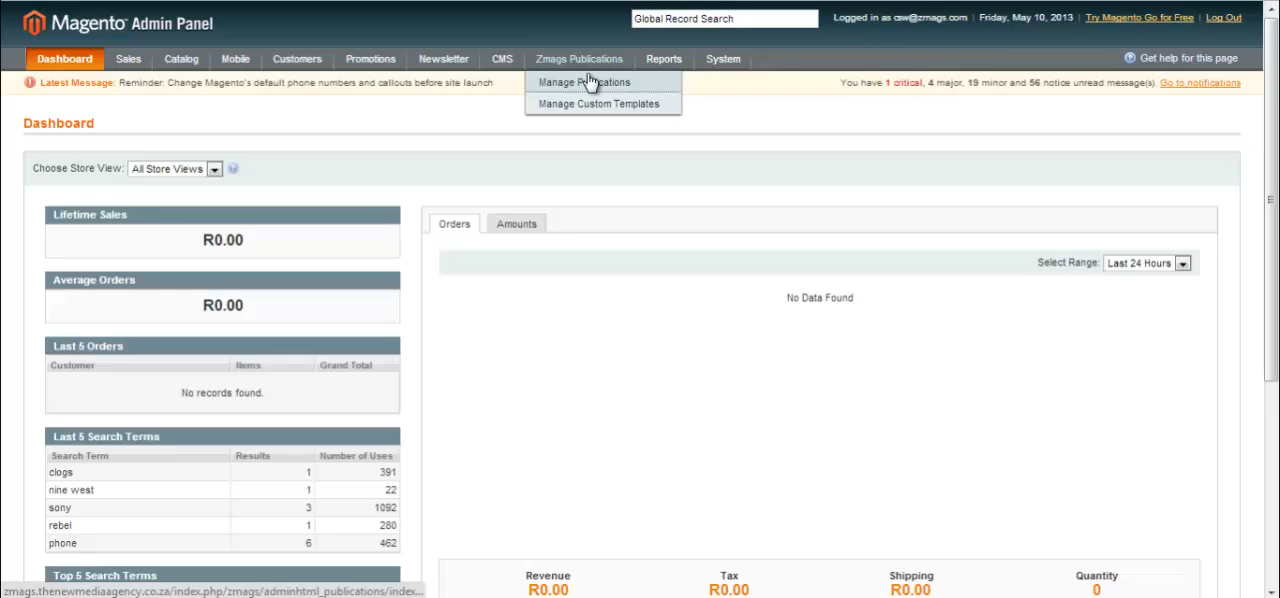 Magento Admin Panel
Global Record Search
Logged in as csw@zmags.com | Friday, May 10, 2013 | Try Magento Go for Free | Log Out
Dashboard Sales Catalog Mobile Customers Promotions Newsletter CMS Zmags Publications Reports System Get help for this page
Latest Message: Reminder: Change Magento's default phone numbers and callouts before site launch
You have 1 critical, 4 major, 19 minor and 56 notice unread message(s). Go to notifications
Manage Publications
Manage Custom Templates
Dashboard
Choose Store View: All Store Views
Lifetime Sales
R0.00
Average Orders
R0.00
Last 5 Orders
Customer Items Grand Total
No records found.
Last 5 Search Terms
Search Term Results Number of Uses
clogs 1 391
nine west 1 22
sony 3 1092
rebel 1 280
phone 6 462
Top 5 Search Terms
Orders Amounts
Select Range: Last 24 Hours
No Data Found
Revenue Tax Shipping Quantity
R0.00 R0.00 R0.00 0
zmags.thenewmediaagency.co.za/index.php/zmags/adminhtml_publications/index...